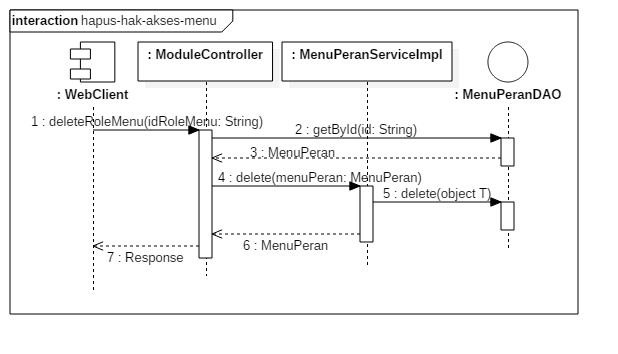 interaction hapus-hak-akses-menu
: ModuleController
: MenuPeranServiceImpl
: WebClient
: MenuPeranDAO
1 : deleteRoleMenu(idRoleMenu: String)
2 : getById(id: String)
3 : MenuPeran
4 : delete(menuPeran: MenuPeran)
5 : delete(object T)
6 : MenuPeran
7 : Response